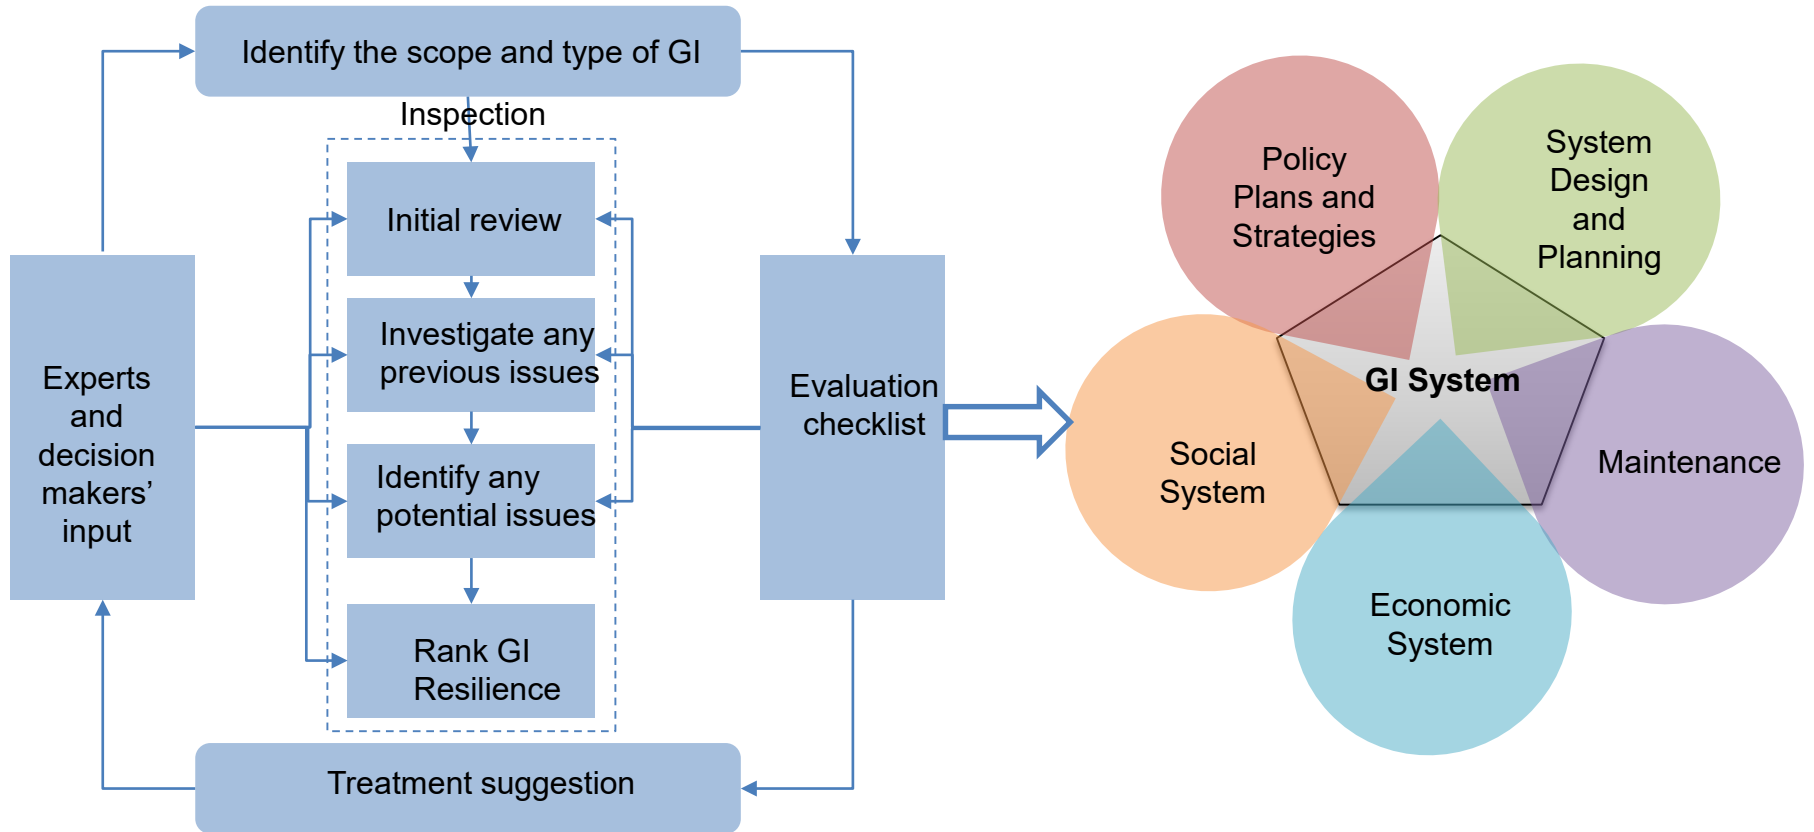 Identify the scope and type of GI
Inspection
Initial review
Investigate any
previous issues
Identify any
potential issues
Rank GI
Resilience
Experts
and
decision
makers’
input
Evaluation
checklist
Treatment suggestion
Policy
Plans and
Strategies
System
Design
and
Planning
GI System
Social
System
Maintenance
Economic
System